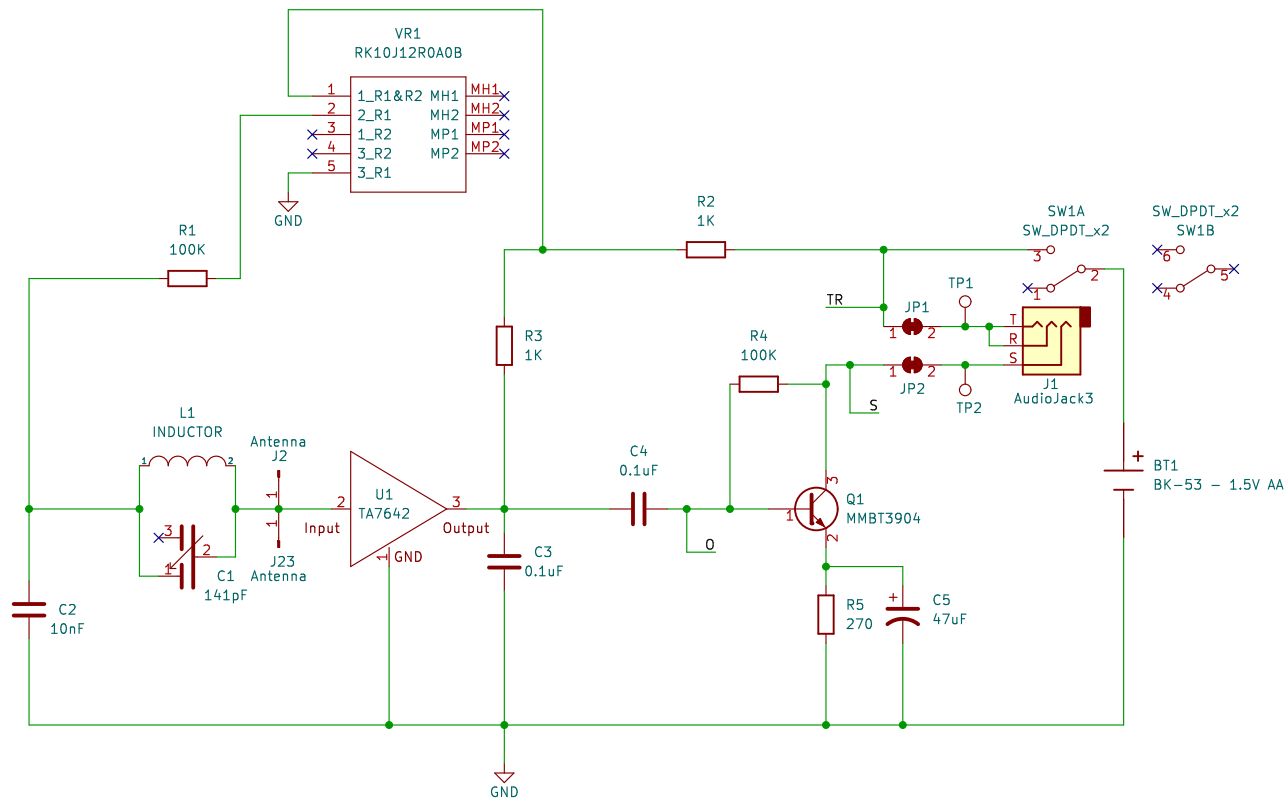 VR1
RK10J12R0A0B
1 1_R1&R2 MH1 MH1
2 2_R1 MH2 MH2
3 1_R2 MP1 MP1
4 3_R2 MP2 MP2
5 3_R1
GND
R1
100K
R2
1K
SW1A
SW_DPDT_x2
3
2
1
SW_DPDT_x2
SW1B
6
5
4
TR
JP1
1 2
TP1
T
R
S
J1
AudioJack3
JP2
1 2
TP2
S
R3
1K
R4
100K
L1
INDUCTOR
1 2
Antenna
J2
1
1
J23
Antenna
3
2
1
C1
141pF
C2
10nF
U1
TA7642
2
Input
3
Output
1
GND
C3
0.1uF
C4
0.1uF
O
Q1
MMBT3904
1
3
2
R5
270
+
C5
47uF
+
BT1
BK-53 - 1.5V AA
GND